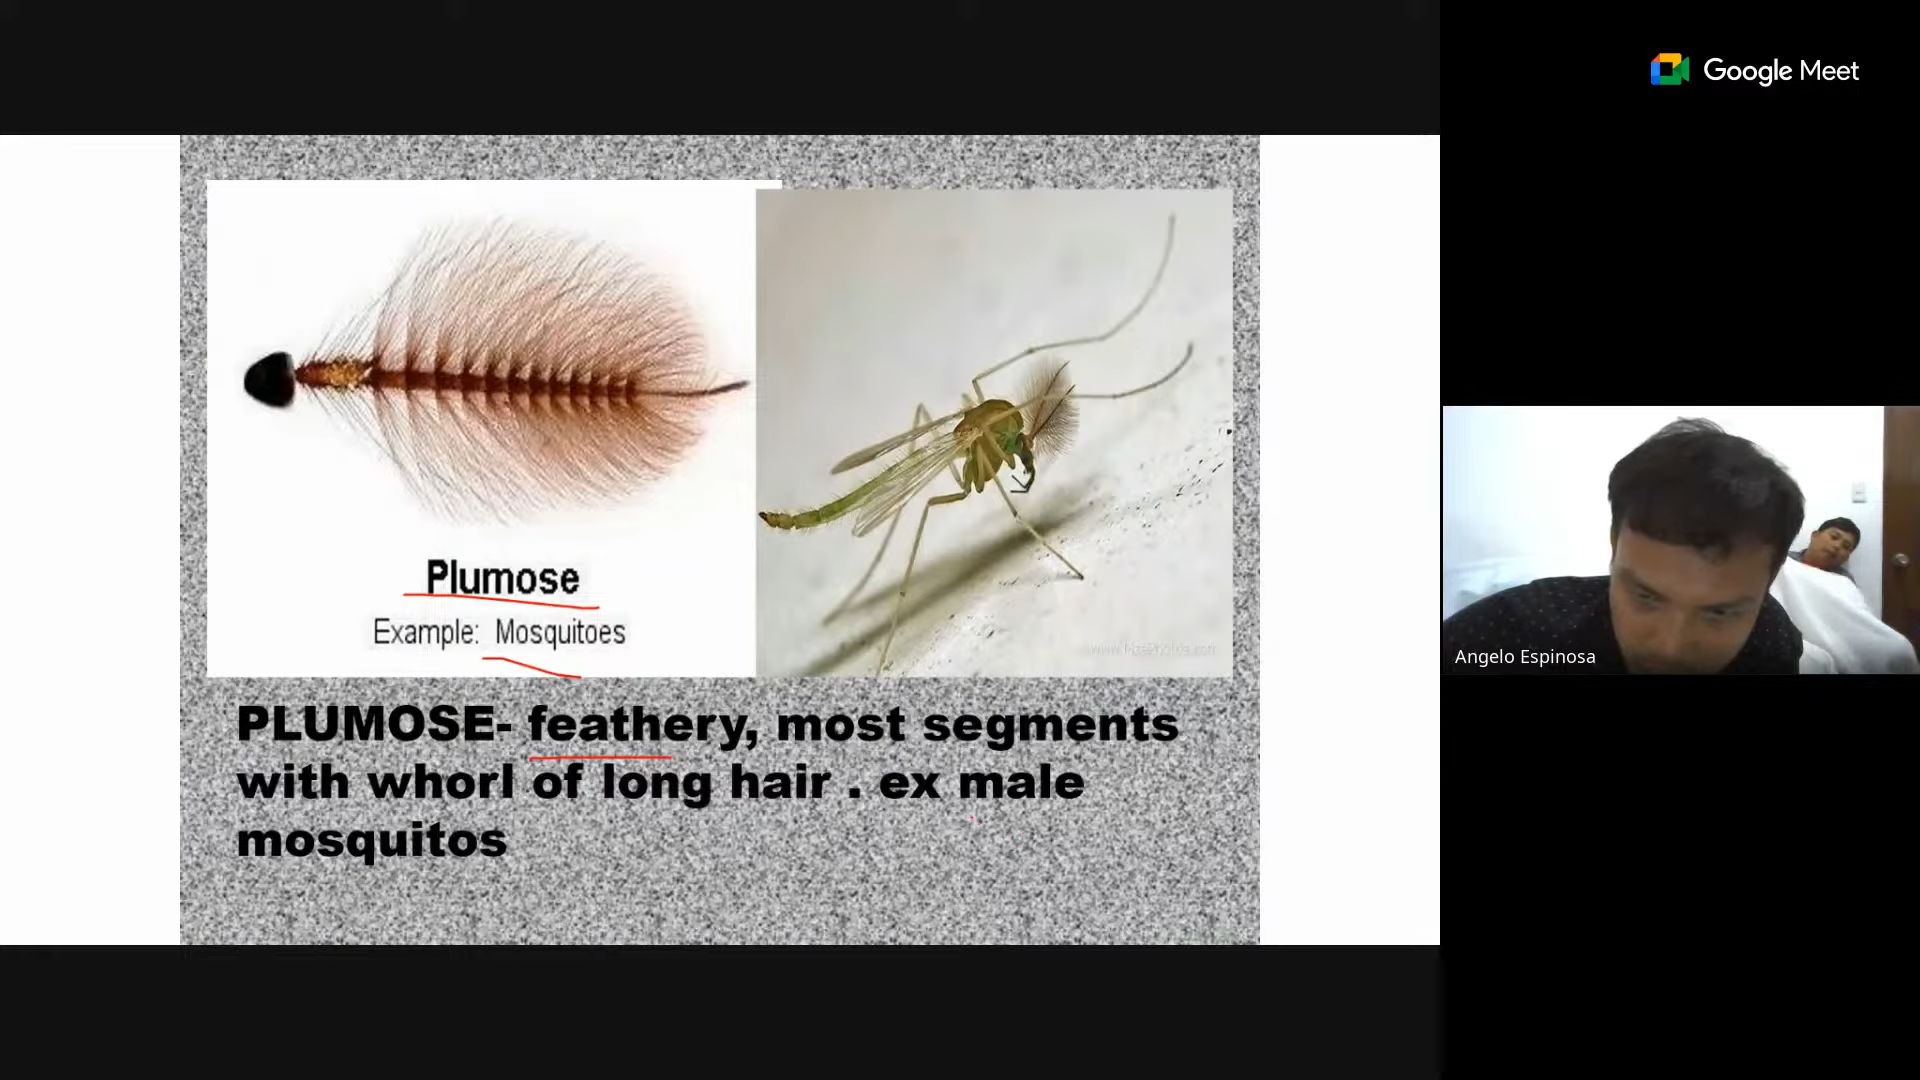 Google Meet
Plumose
Example: Mosquitoes
PLUMOSE- feathery, most segments
with whorl of long hair . ex male
mosquitos
Angelo Espinosa